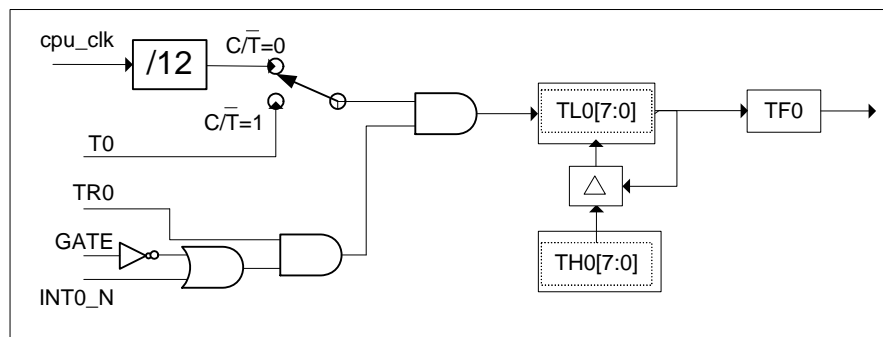 cpu_clk
/12
C/T̅=0
C/T̅=1
T0
TR0
GATE
INT0_N
TL0[7:0]
TF0
TH0[7:0]